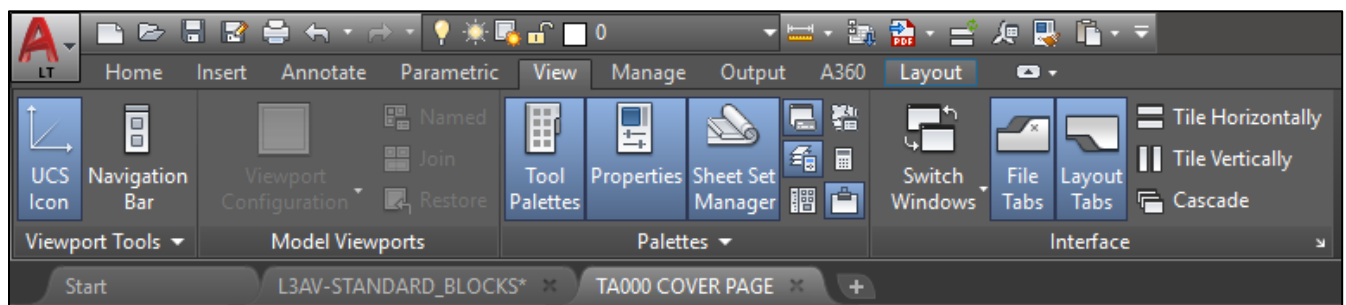 0
PDF
LT Home Insert Annotate Parametric View Manage Output A360 Layout
UCS Icon
Navigation Bar
Viewport Configuration
Named
Join
Restore
Tool Palettes
Properties
Sheet Set Manager
Switch Windows
File Tabs
Layout Tabs
Tile Horizontally
Tile Vertically
Cascade
Viewport Tools Model Viewports Palettes Interface
Start L3AV-STANDARD_BLOCKS* TA000 COVER PAGE